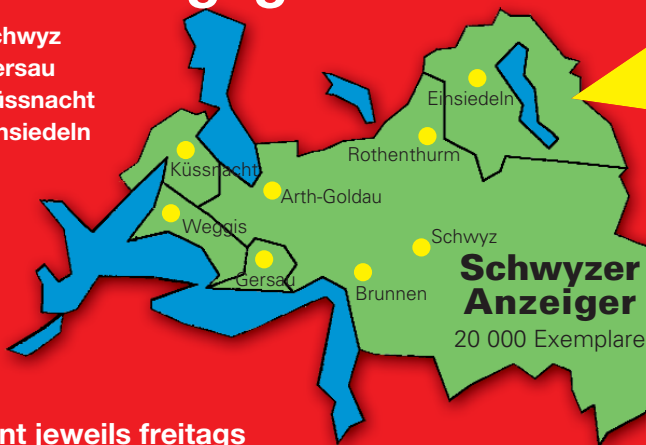 chwyz
ersau
üssnacht
nsiedeln
Einsiedeln
Rothenthurm
Küssnacht
Arth-Goldau
Weggis
Schwyz
Gersau
Brunnen
Schwyzer
Anzeiger
20 000 Exemplare
nt jeweils freitags